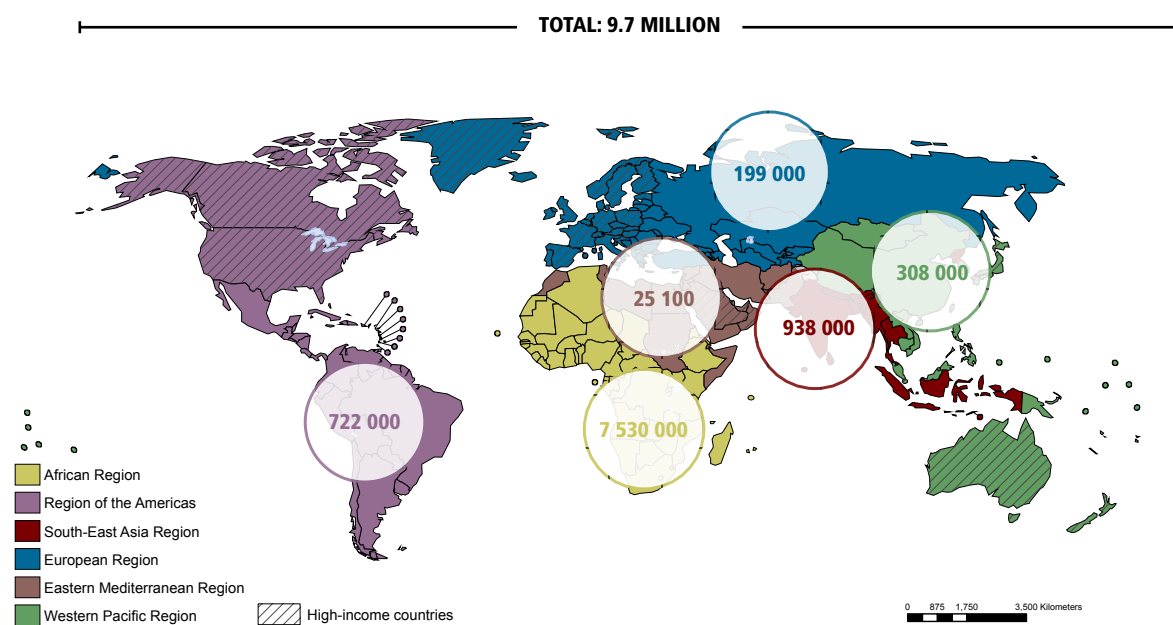 TOTAL: 9.7 MILLION
199 000
308 000
25 100
938 000
722 000
7 530 000
African Region
Region of the Americas
South-East Asia Region
European Region
Eastern Mediterranean Region
Western Pacific Region
High-income countries
0 875 1,750 3,500 Kilometers